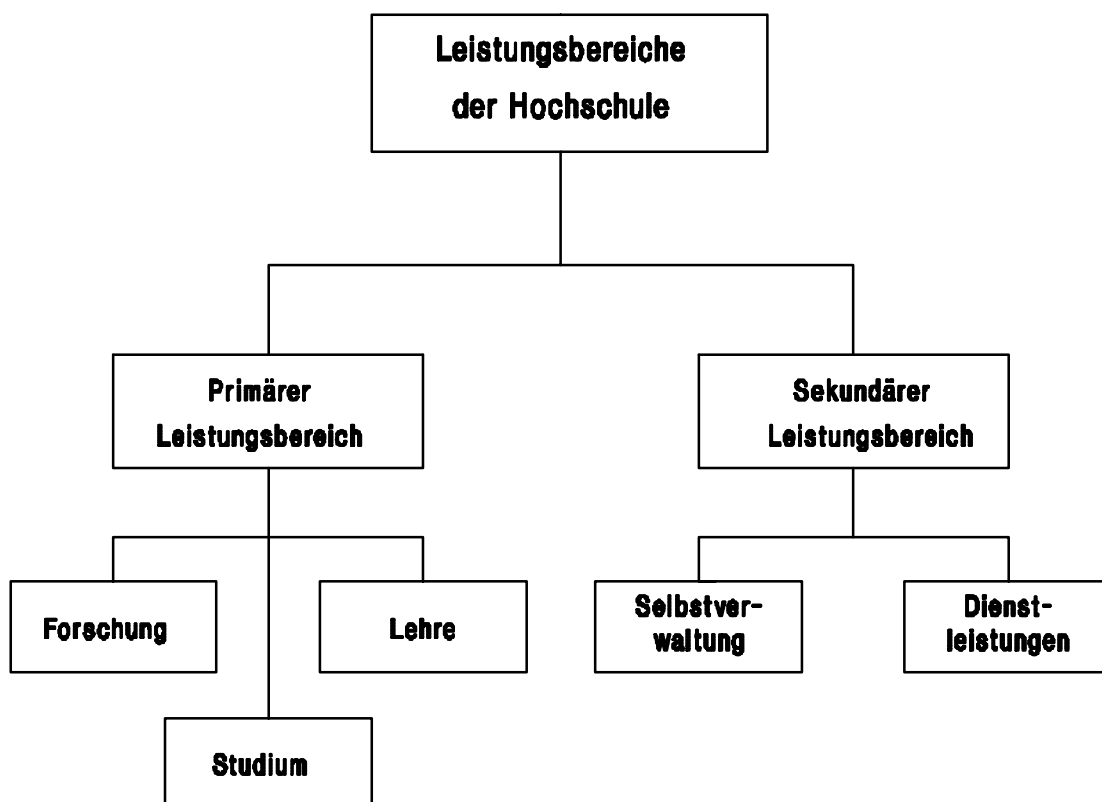 Leistungsbereiche
der Hochschule
Primärer
Leistungsbereich
Sekundärer
Leistungsbereich
Forschung
Lehre
Selbstver-
waltung
Dienst-
leistungen
Studium